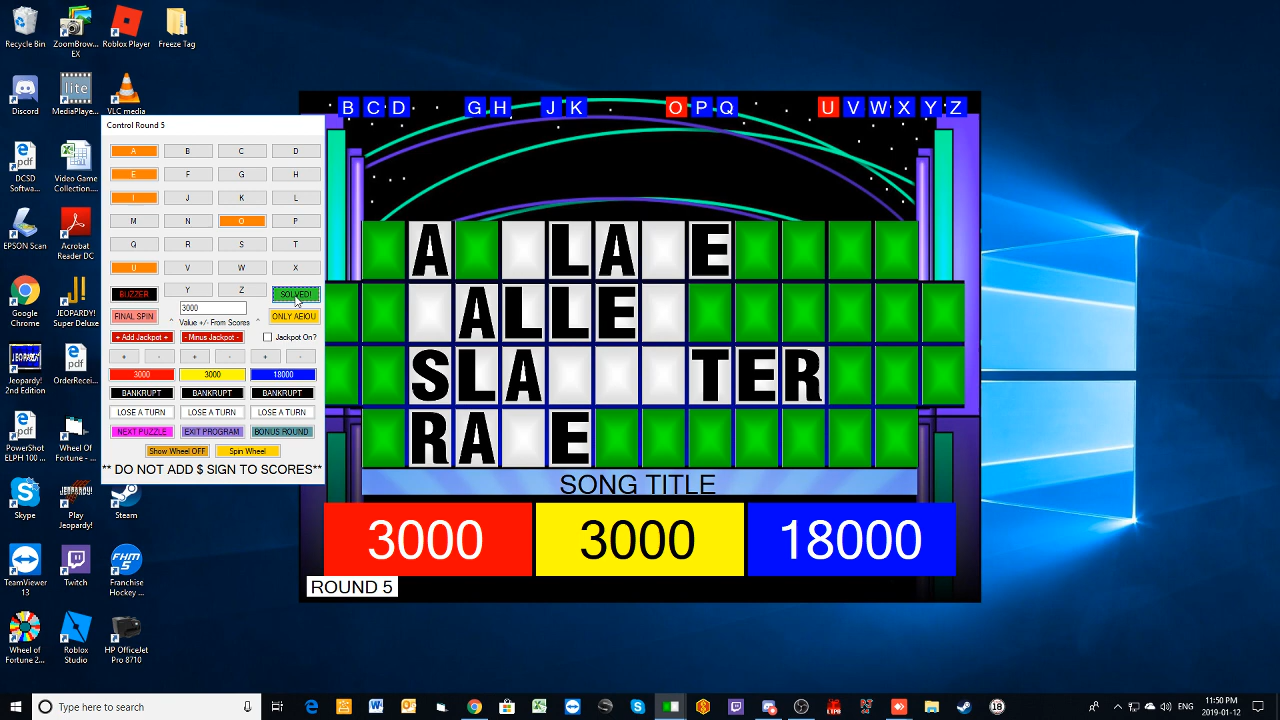 Recycle Bin
ZoomBrow... EX
Roblox Player
Freeze Tag
Discord
lite
MediaPlaye...
VLC media
DCSD Softwa...
Video Game Collection....
EPSON Scan
Acrobat Reader DC
Google Chrome
JEOPARDY! Super Deluxe
Jeopardy! 2nd Edition
OrderRecei...
PowerShot ELPH 100 ...
Wheel Of Fortune - ...
Skype
Play Jeopardy!
Steam
TeamViewer 13
Twitch
FHM 5
Franchise Hockey ...
Wheel of Fortune 2...
Roblox Studio
HP OfficeJet Pro 8710
Control Round 5
A B C D
E F G H
I J K L
M N O P
Q R S T
U V W X
BUZZER Y Z SOLVED!
3000
FINAL SPIN ^ Value +/- From Scores ^ ONLY AEIOU
+ Add Jackpot + - Minus Jackpot - Jackpot On?
+ - + - + -
3000 3000 18000
BANKRUPT BANKRUPT BANKRUPT
LOSE A TURN LOSE A TURN LOSE A TURN
NEXT PUZZLE EXIT PROGRAM BONUS ROUND
Show Wheel OFF Spin Wheel
** DO NOT ADD $ SIGN TO SCORES**
B C D G H J K O P Q U V W X Y Z
A LA E
ALLE
SLA TER
RA E
SONG TITLE
3000 3000 18000
ROUND 5
Type here to search
ENG
11:50 PM
2019-01-12
18